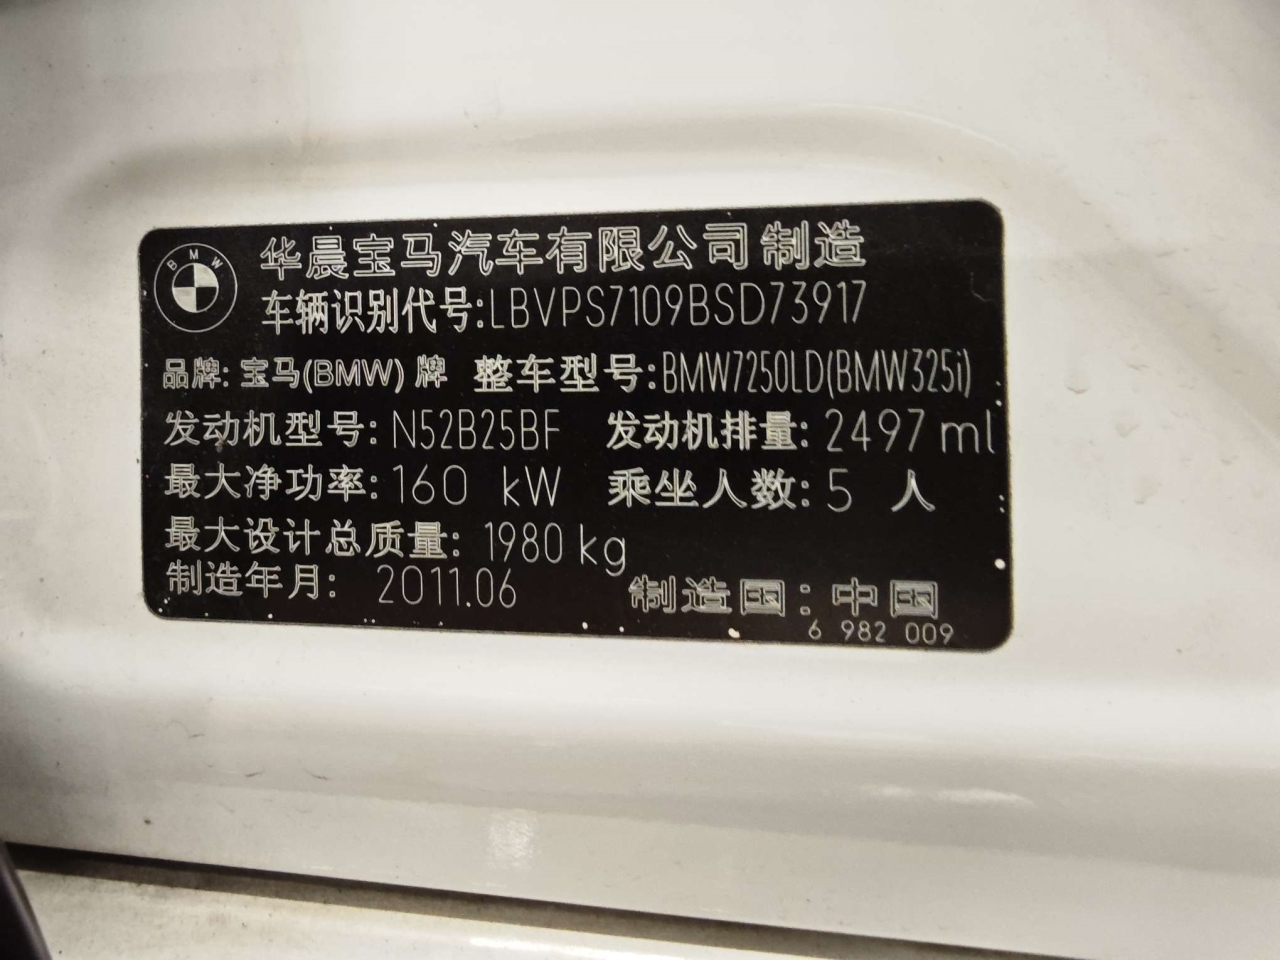 BMW
华晨宝马汽车有限公司制造
车辆识别代号:LBVPS7109BSD73917
品牌: 宝马(BMW) 牌 整车型号:BMW7250LD(BMW325i)
发动机型号: N52B25BF 发动机排量: 2497 ml
最大净功率: 160 kW 乘坐人数: 5 人
最大设计总质量: 1980 kg
制造年月: 2011.06 制造国: 中国
6 982 009